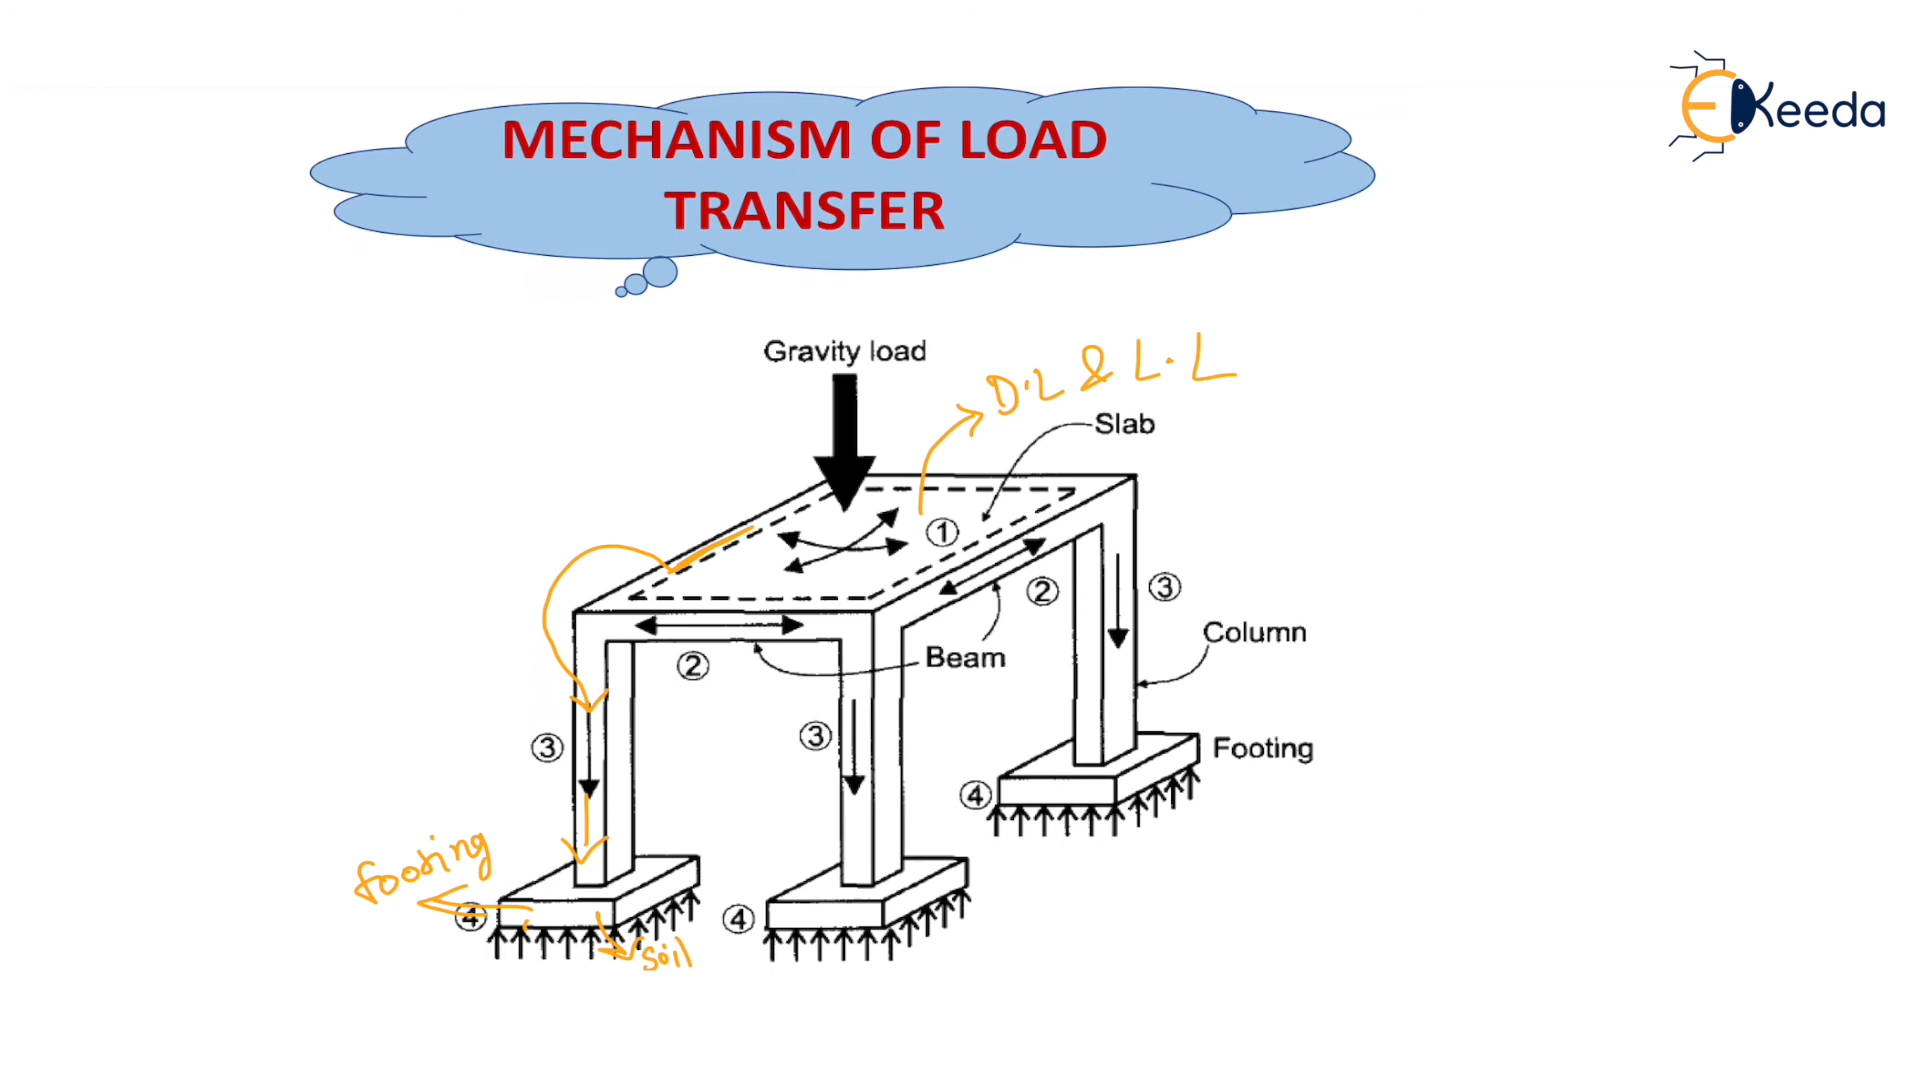 EKeeda
MECHANISM OF LOAD
TRANSFER
Gravity load
D.L & L.L
Slab
①
②
③
Column
Beam
②
③
③
Footing
④
footing
④
④
soil